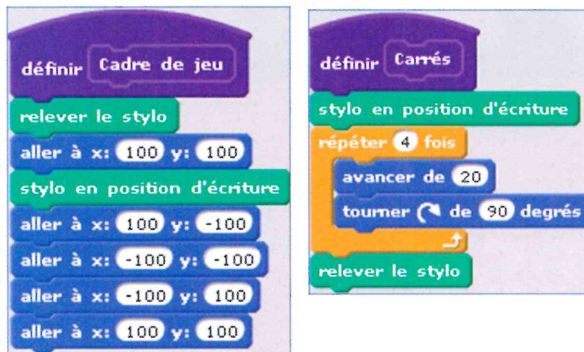 définir Cadre de jeu
relever le stylo
aller à x: 100 y: 100
stylo en position d'écriture
aller à x: 100 y: -100
aller à x: -100 y: -100
aller à x: -100 y: 100
aller à x: 100 y: 100
définir Carrés
stylo en position d'écriture
répéter 4 fois
avancer de 20
tourner de 90 degrés
relever le stylo